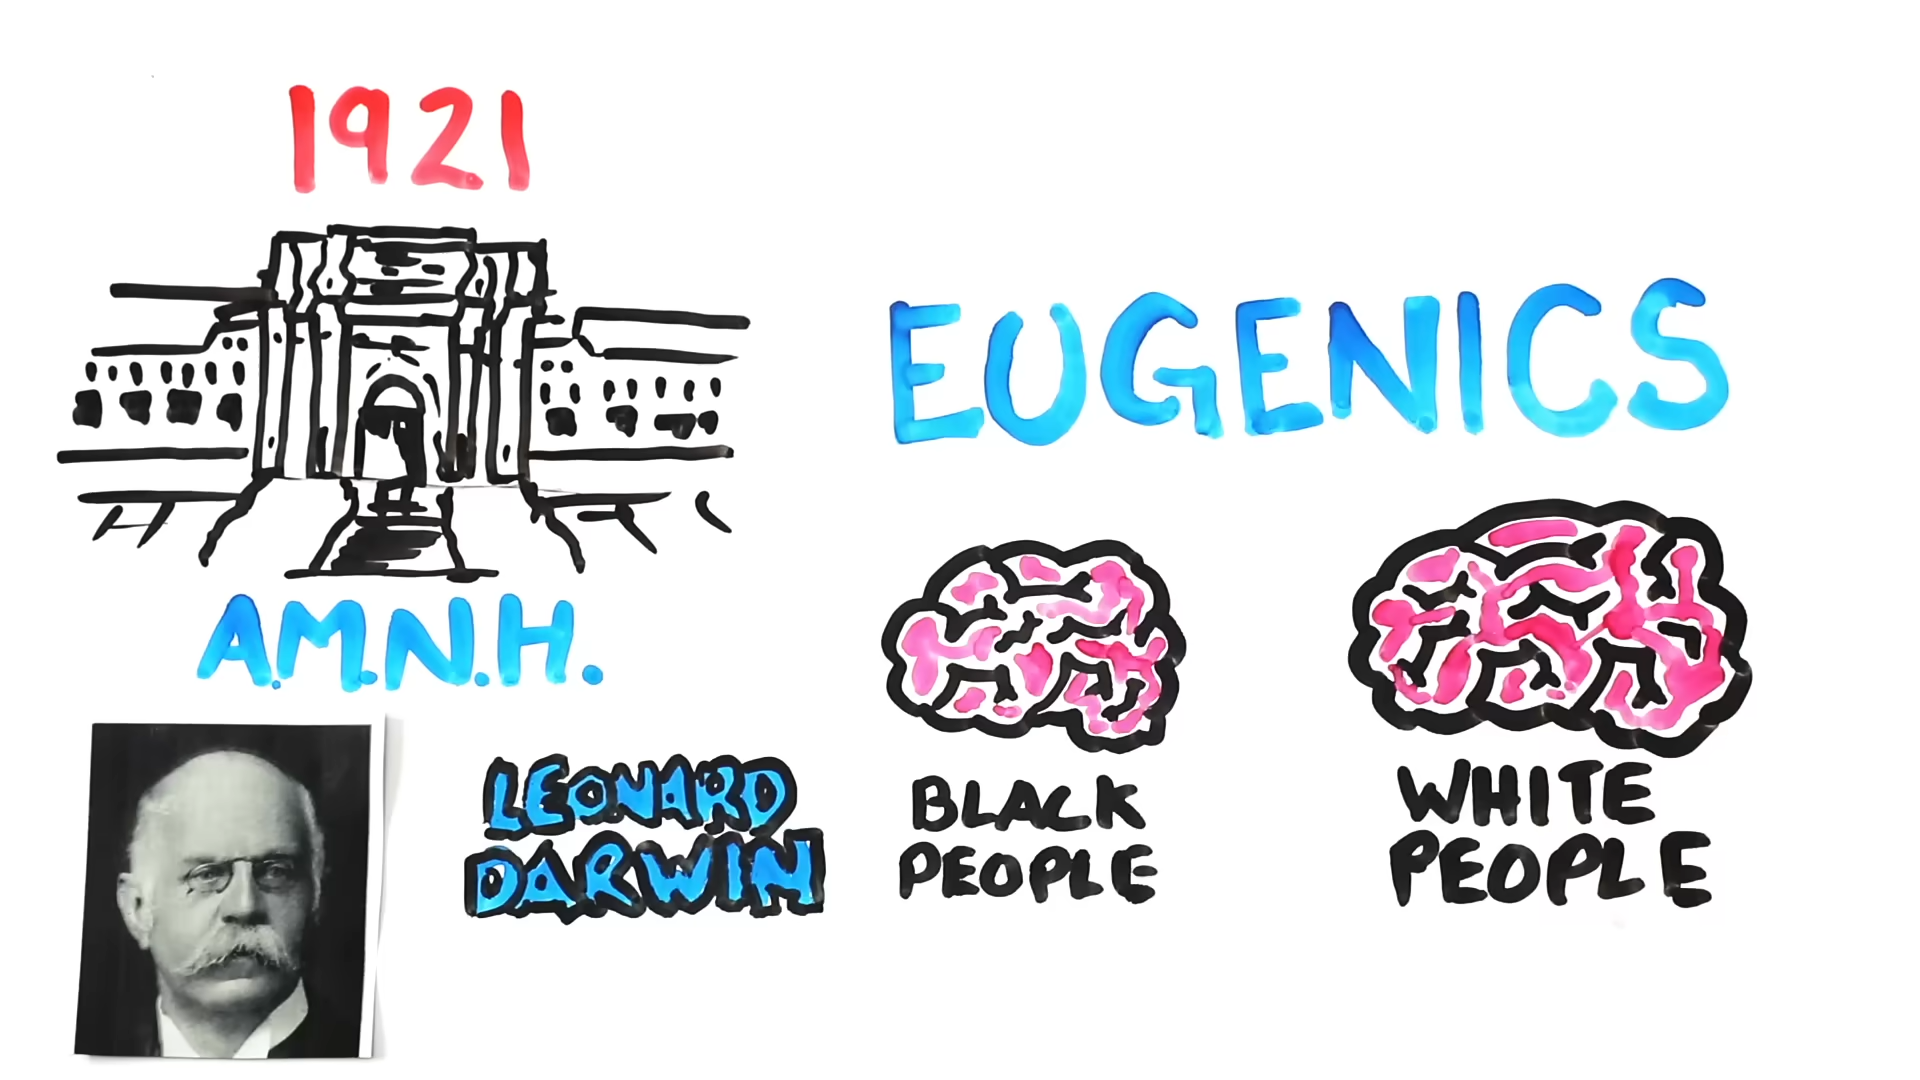 1921
A.M.N.H.
LEONARD
DARWIN
EUGENICS
BLACK
PEOPLE
WHITE
PEOPLE